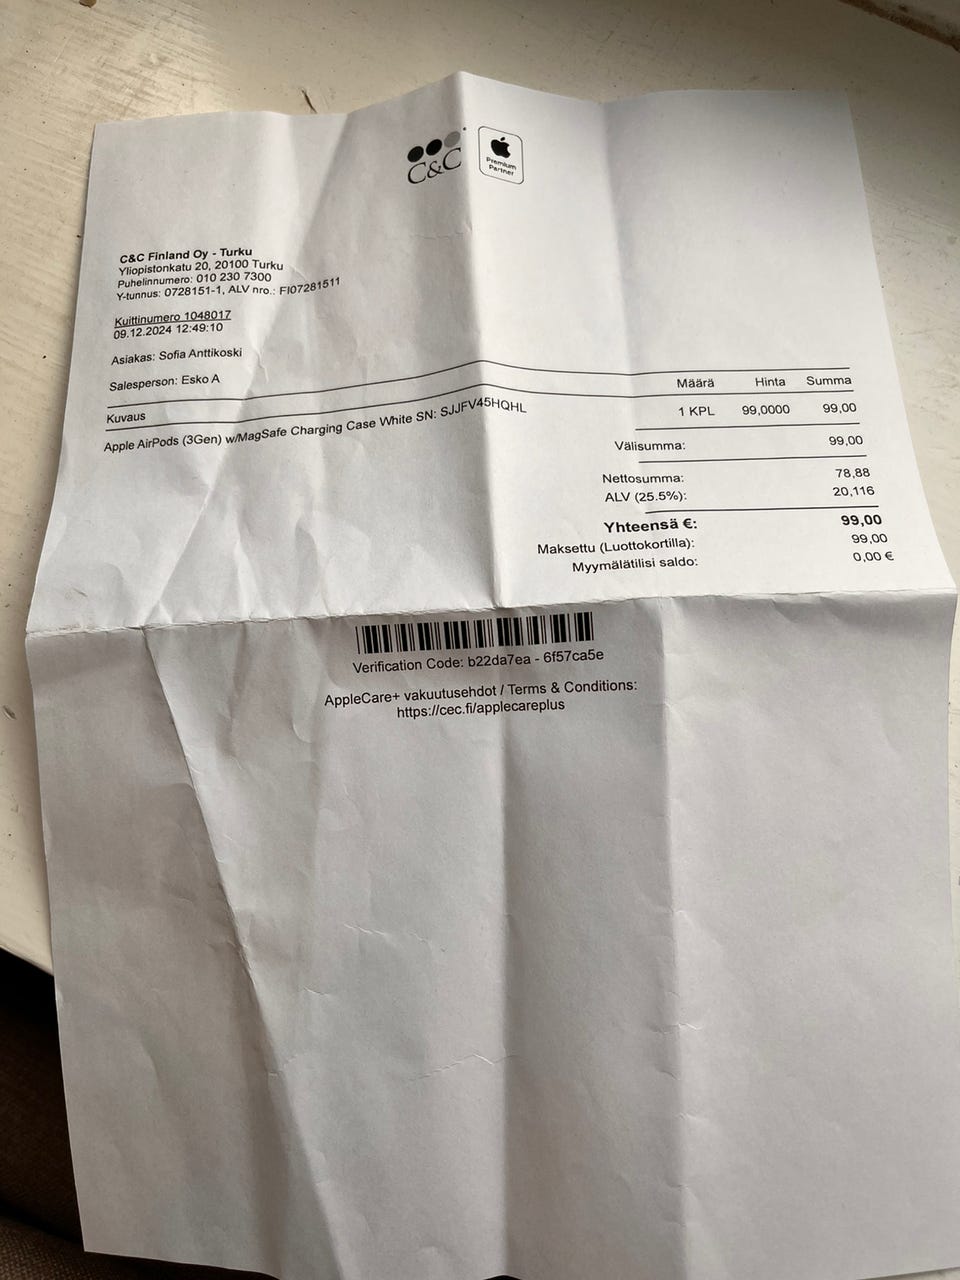 C&C
Premium
Partner
C&C Finland Oy - Turku
Yliopistonkatu 20, 20100 Turku
Puhelinnumero: 010 230 7300
Y-tunnus: 0728151-1, ALV nro.: FI07281511
Kuittinumero 1048017
09.12.2024 12:49:10
Asiakas: Sofia Anttikoski
Salesperson: Esko A
Kuvaus Määrä Hinta Summa
Apple AirPods (3Gen) w/MagSafe Charging Case White SN: SJJFV45HQHL 1 KPL 99,0000 99,00
Välisumma: 99,00
Nettosumma: 78,88
ALV (25.5%): 20,116
Yhteensä €: 99,00
Maksettu (Luottokortilla): 99,00
Myymälätilisi saldo: 0,00 €
Verification Code: b22da7ea - 6f57ca5e
AppleCare+ vakuutusehdot / Terms & Conditions:
https://cec.fi/applecareplus